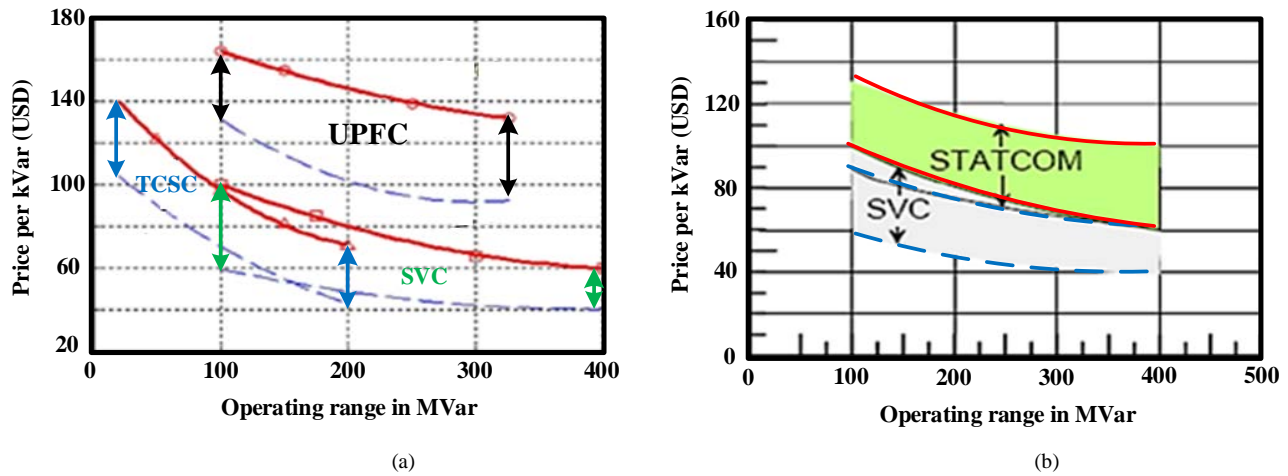 180
140
100
60
20
Price per kVar (USD)
UPFC
TCSC
SVC
0 100 200 300 400
Operating range in MVar
(a)
160
120
80
40
0
Price per kVar (USD)
STATCOM
SVC
100 200 300 400 500
Operating range in MVar
(b)